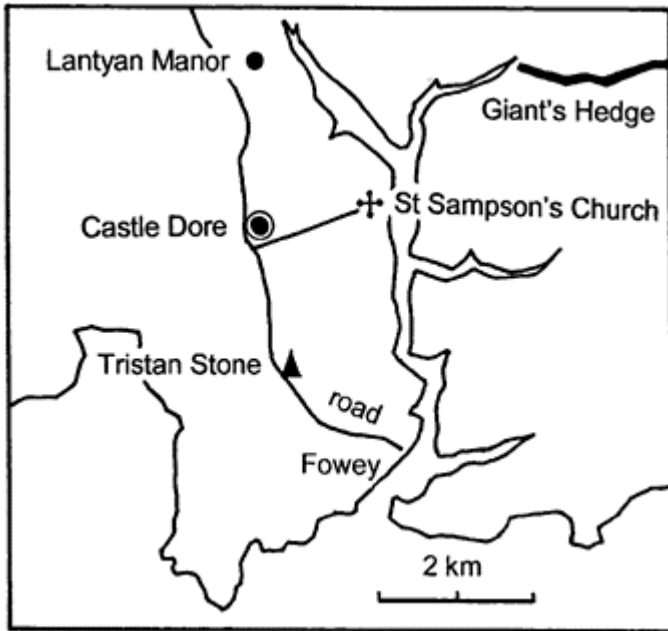 Lantyan Manor
Giant's Hedge
St Sampson's Church
Castle Dore
Tristan Stone
road
Fowey
2 km